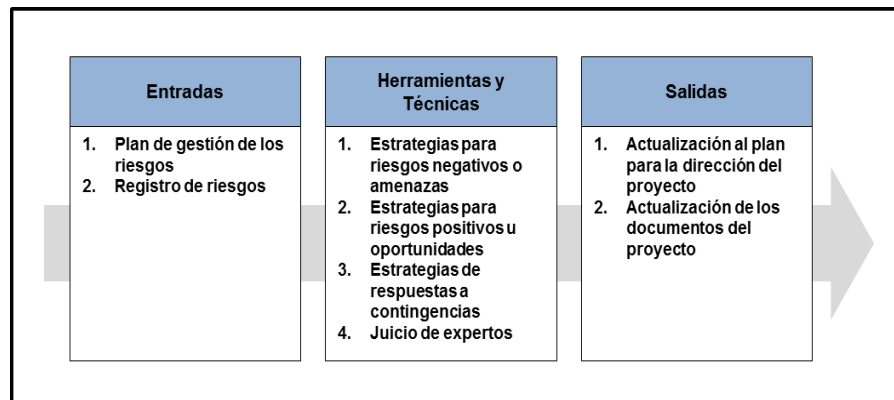 Entradas
1. Plan de gestión de los
riesgos
2. Registro de riesgos
Herramientas y
Técnicas
1. Estrategias para
riesgos negativos o
amenazas
2. Estrategias para
riesgos positivos u
oportunidades
3. Estrategias de
respuestas a
contingencias
4. Juicio de expertos
Salidas
1. Actualización al plan
para la dirección del
proyecto
2. Actualización de los
documentos del
proyecto